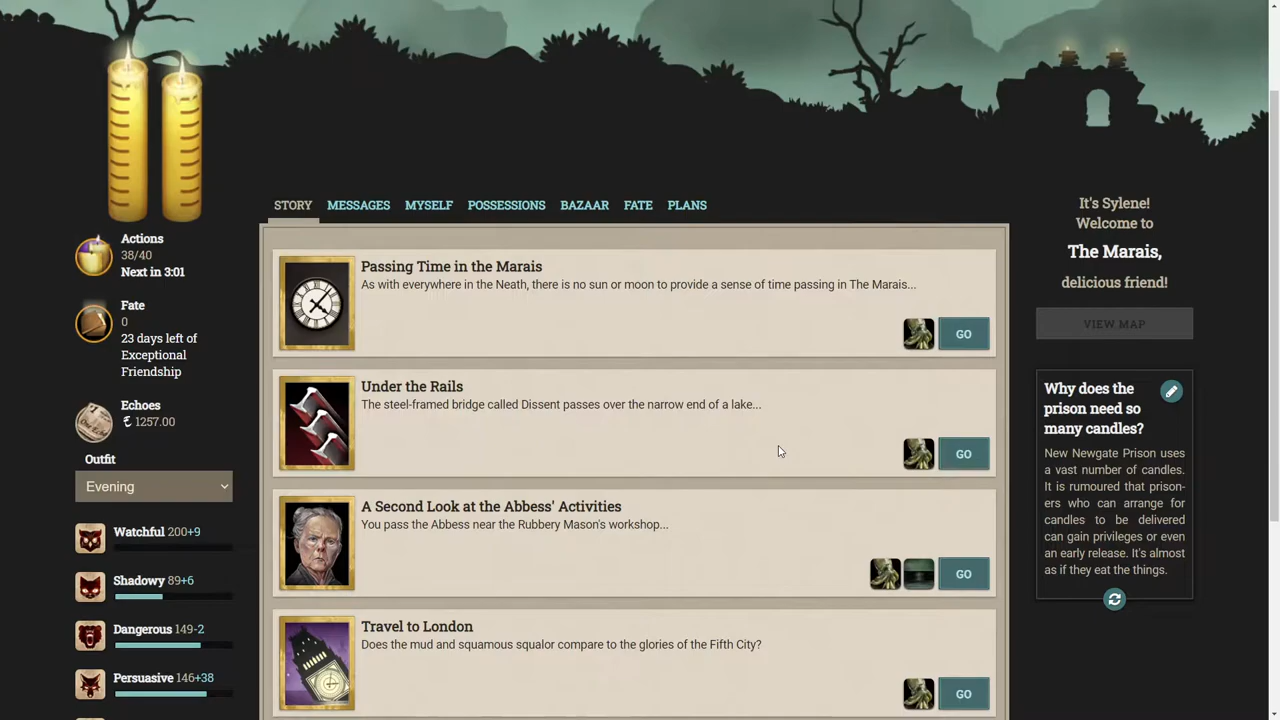 STORY MESSAGES MYSELF POSSESSIONS BAZAAR FATE PLANS
Actions
38/40
Next in 3:01
Fate
0
23 days left of
Exceptional
Friendship
Echoes
1257.00
Outfit
Evening
Watchful 200+9
Shadowy 89+6
Dangerous 149-2
Persuasive 146+38
Passing Time in the Marais
As with everywhere in the Neath, there is no sun or moon to provide a sense of time passing in The Marais...
GO
Under the Rails
The steel-framed bridge called Dissent passes over the narrow end of a lake...
GO
A Second Look at the Abbess' Activities
You pass the Abbess near the Rubbery Mason's workshop...
GO
Travel to London
Does the mud and squamous squalor compare to the glories of the Fifth City?
GO
It's Sylene!
Welcome to
The Marais,
delicious friend!
VIEW MAP
Why does the
prison need so
many candles?
New Newgate Prison uses
a vast number of candles.
It is rumoured that prison-
ers who can arrange for
candles to be delivered
can gain privileges or even
an early release. It's almost
as if they eat the things.